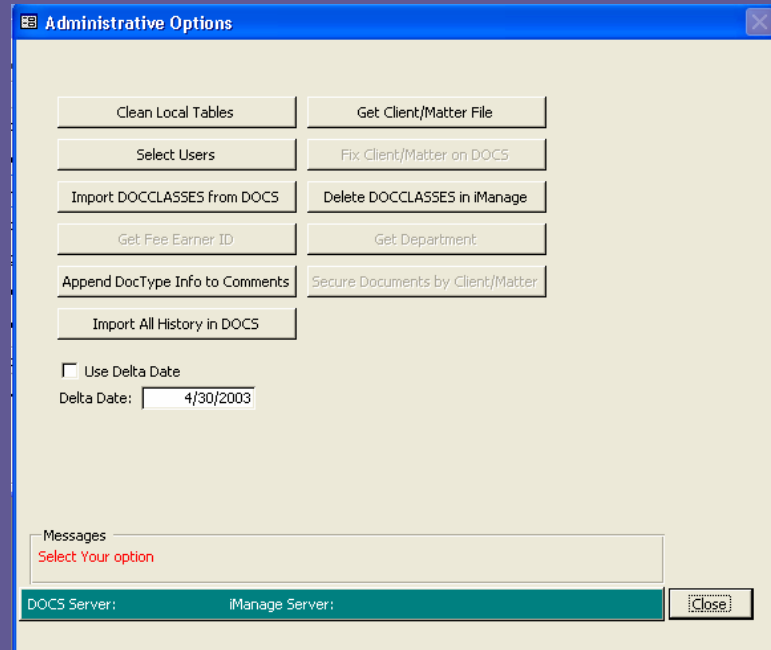 Administrative Options
Clean Local Tables Get Client/Matter File
Select Users Fix Client/Matter on DOCS
Import DOCCLASSES from DOCS Delete DOCCLASSES in iManage
Get Fee Earner ID Get Department
Append DocType Info to Comments Secure Documents by Client/Matter
Import All History in DOCS
Use Delta Date
Delta Date: 4/30/2003
Messages
Select Your option
DOCS Server: iManage Server: Close